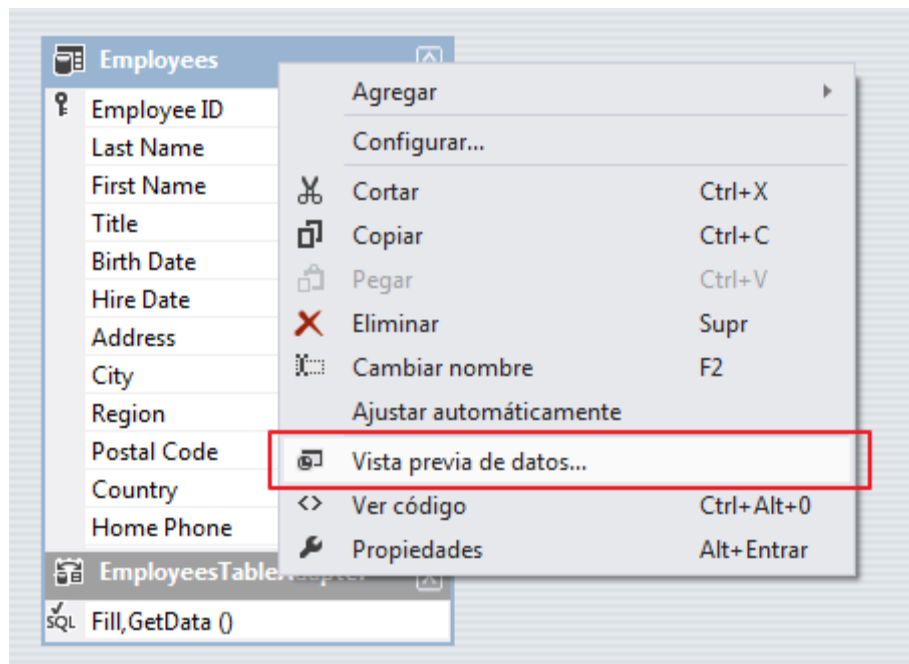 Employees
Employee ID
Last Name
First Name
Title
Birth Date
Hire Date
Address
City
Region
Postal Code
Country
Home Phone
EmployeesTableAdapter
SQL Fill,GetData ()
Agregar
Configurar...
Cortar Ctrl+X
Copiar Ctrl+C
Pegar Ctrl+V
Eliminar Supr
Cambiar nombre F2
Ajustar automáticamente
Vista previa de datos...
Ver código Ctrl+Alt+0
Propiedades Alt+Entrar